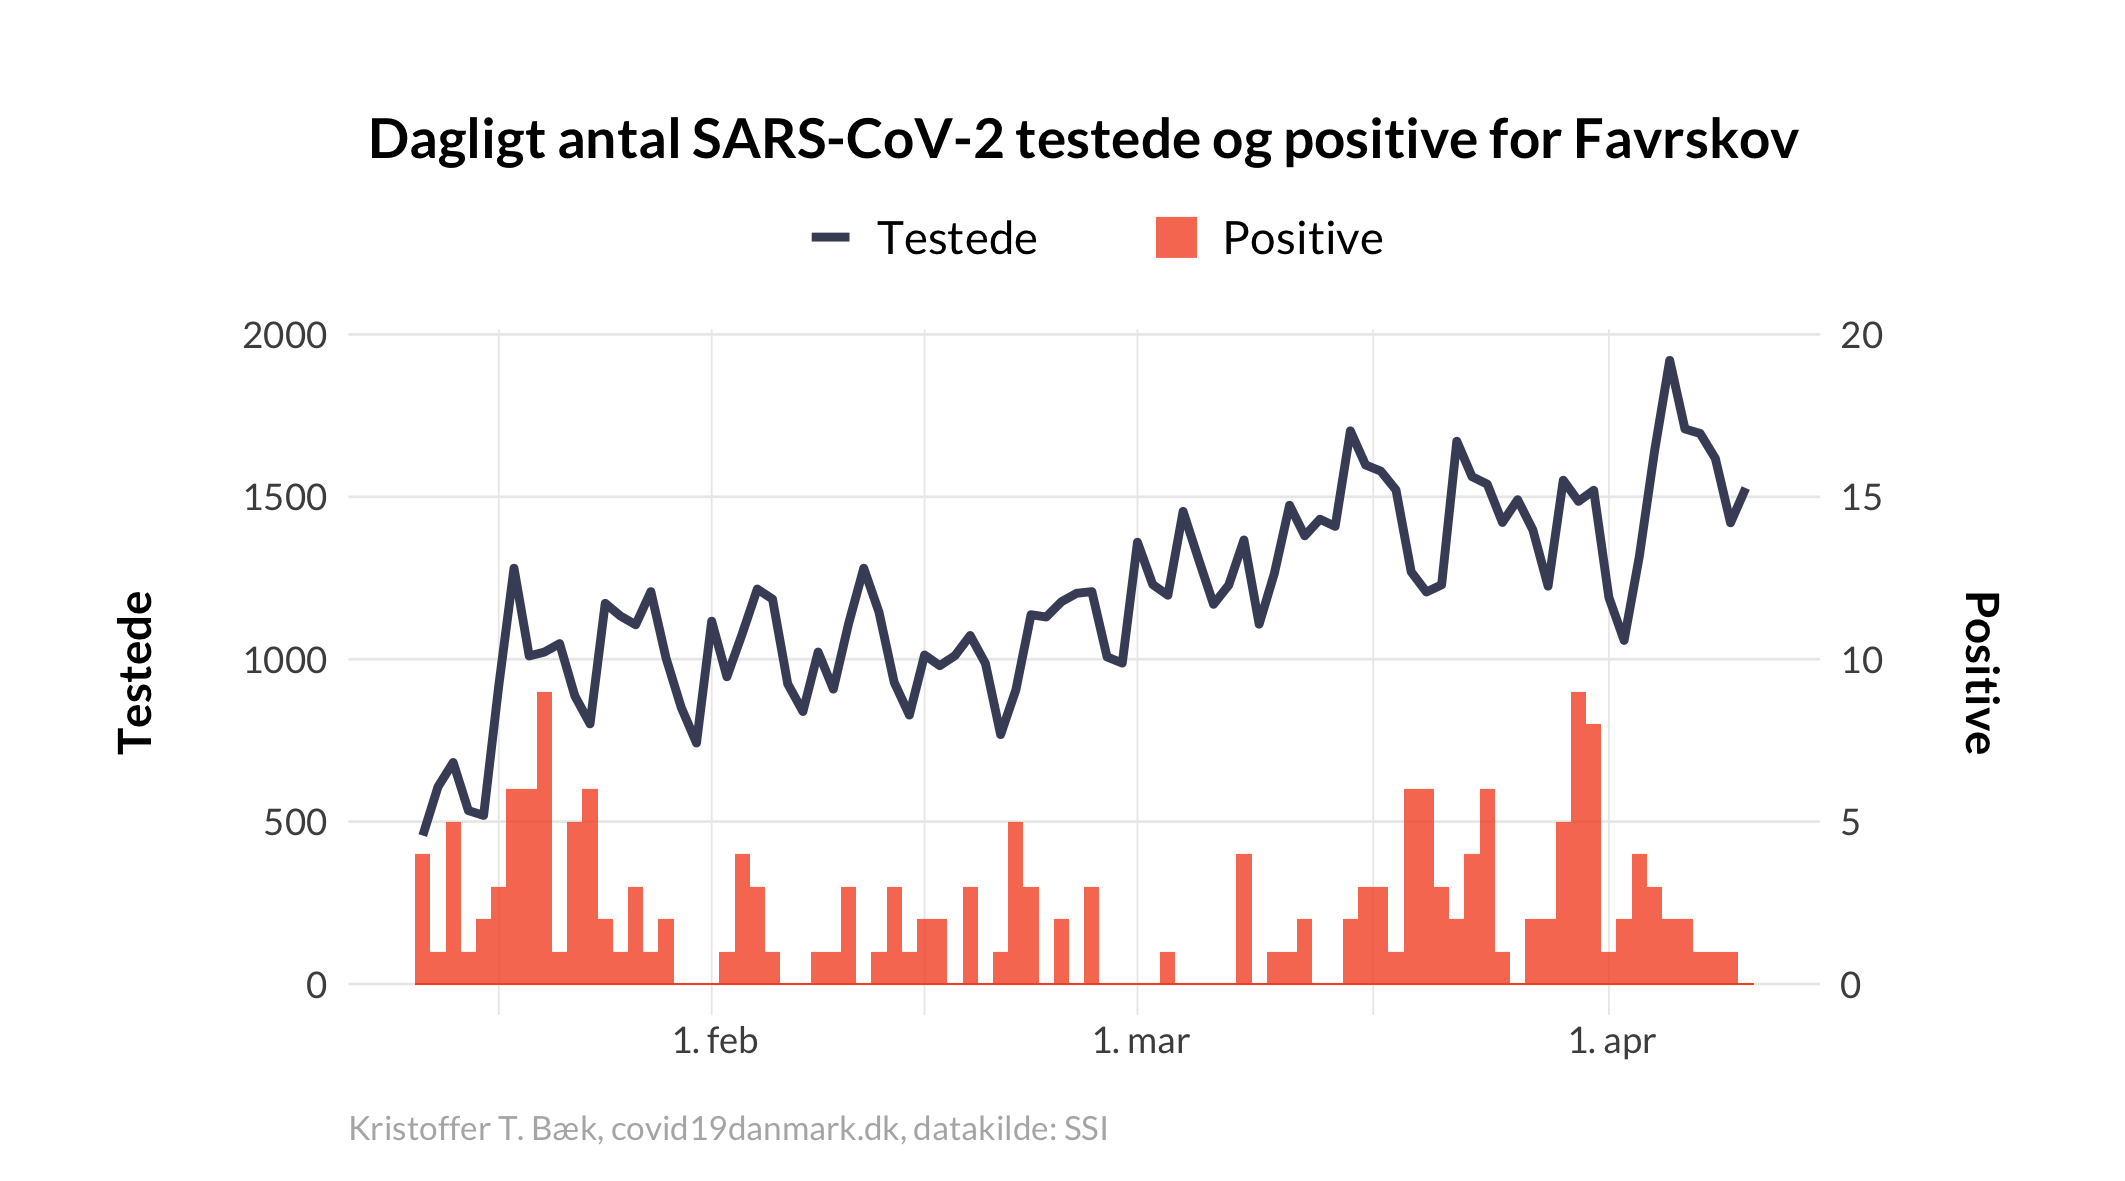 Dagligt antal SARS-CoV-2 testede og positive for Favrskov
Testede
Positive
2000
1500
1000
500
0
20
15
10
5
0
Testede
Positive
1. feb
1. mar
1. apr
Kristoffer T. Bæk, covid19danmark.dk, datakilde: SSI